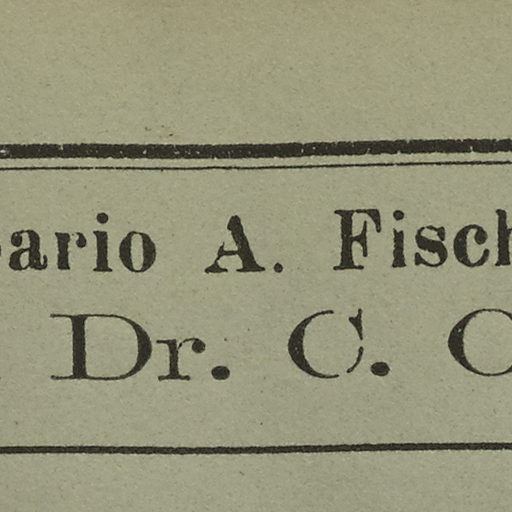 ario A. Fisch
Dr. C. O